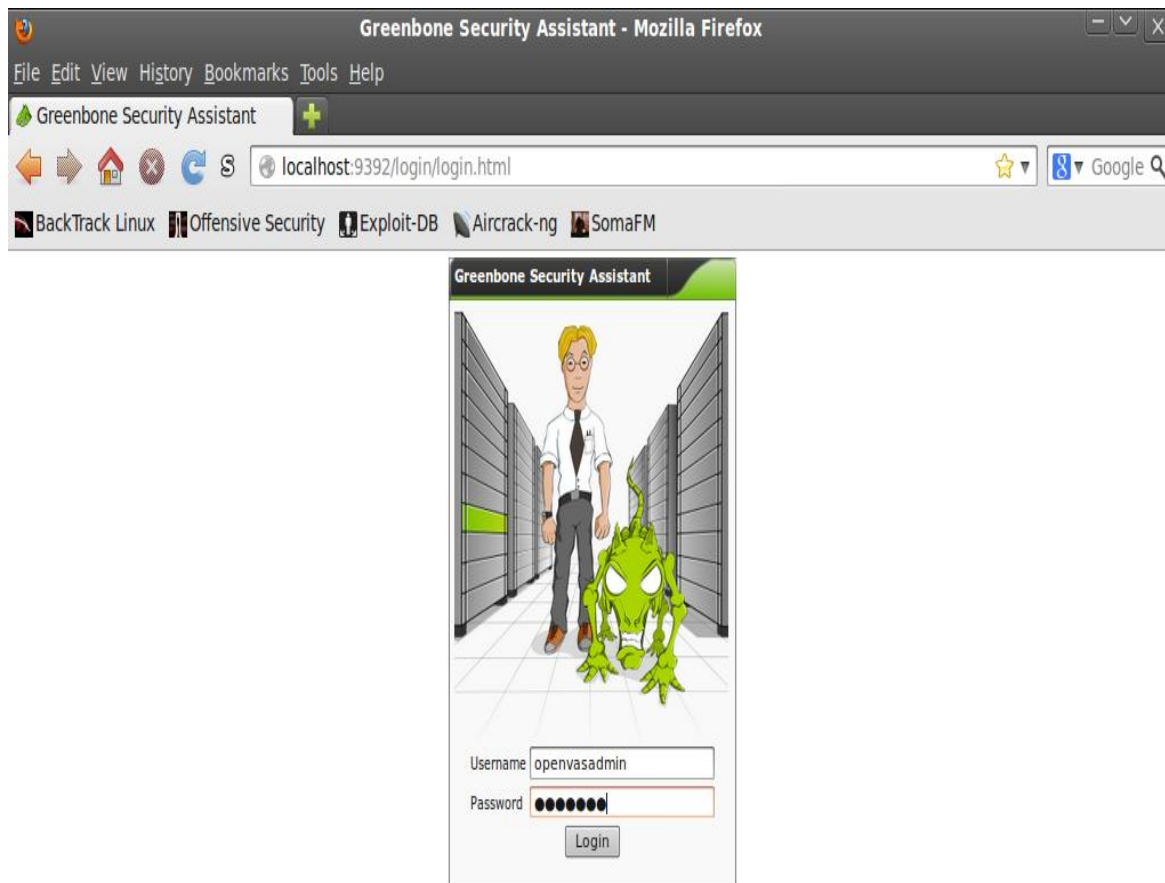 Greenbone Security Assistant - Mozilla Firefox
File Edit View History Bookmarks Tools Help
Greenbone Security Assistant
S localhost:9392/login/login.html Google
BackTrack Linux Offensive Security Exploit-DB Aircrack-ng SomaFM
Greenbone Security Assistant
Username openvasadmin
Password ●●●●●●●
Login